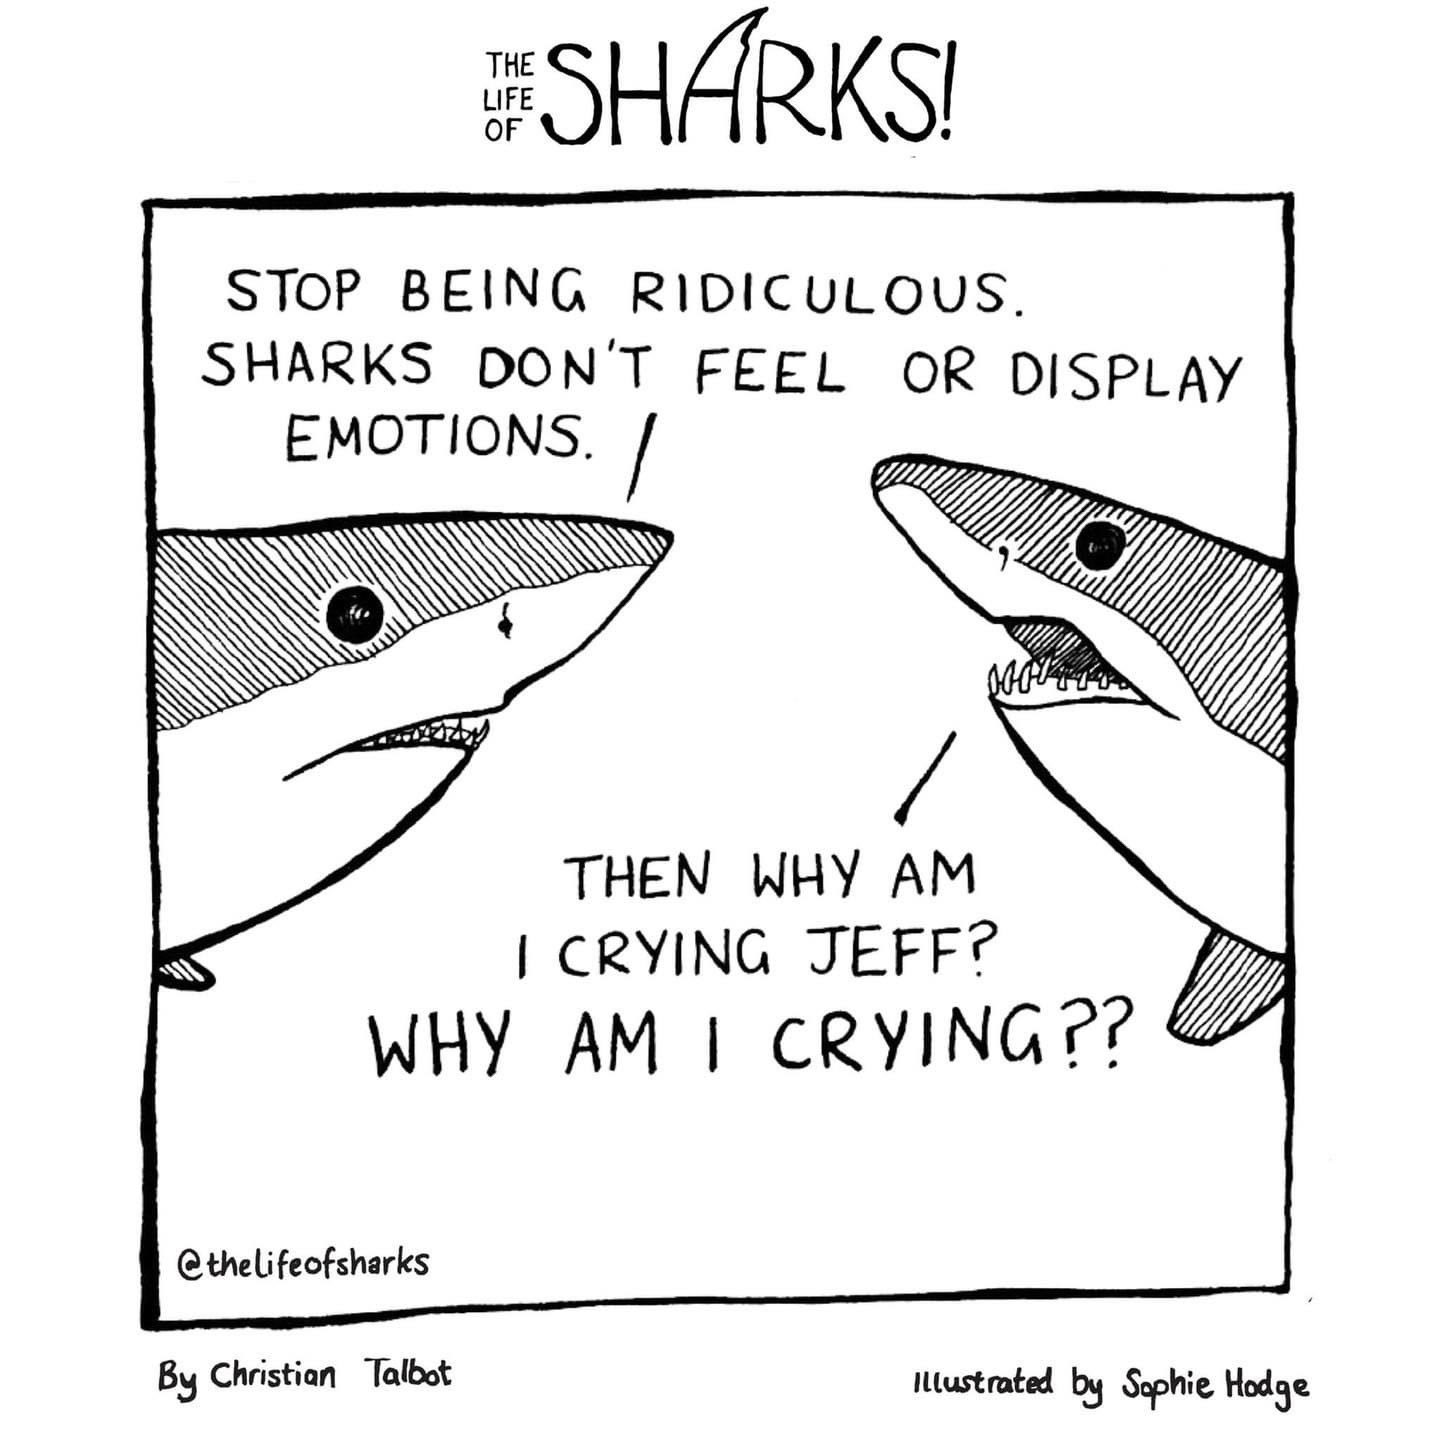 THE
LIFE
OF
SHARKS!
STOP BEING RIDICULOUS.
SHARKS DON'T FEEL OR DISPLAY
EMOTIONS.
THEN WHY AM
I CRYING JEFF?
WHY AM I CRYING??
@thelifeofsharks
By Christian Talbot
Illustrated by Sophie Hodge